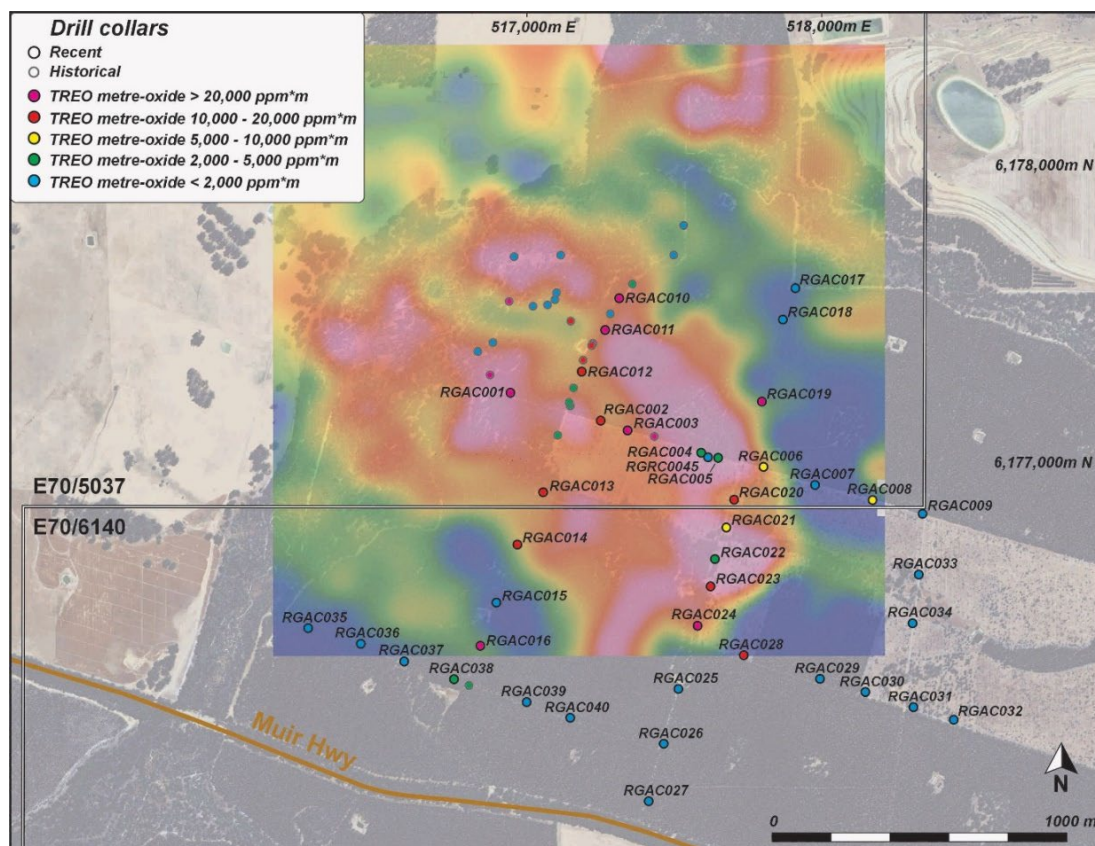 517,000m E
518,000m E
Drill collars
Recent
Historical
TREO metre-oxide > 20,000 ppm*m
TREO metre-oxide 10,000 - 20,000 ppm*m
TREO metre-oxide 5,000 - 10,000 ppm*m
TREO metre-oxide 2,000 - 5,000 ppm*m
TREO metre-oxide < 2,000 ppm*m
6,178,000m N
RGAC017
RGAC010
RGAC018
RGAC011
RGAC012
RGAC001
RGAC019
RGAC002
RGAC003
RGAC004
RGAC006
RGRC0045
6,177,000m N
RGAC005
RGAC007
E70/5037
RGAC013
RGAC020
RGAC008
RGAC009
E70/6140
RGAC021
RGAC014
RGAC022
RGAC033
RGAC023
RGAC015
RGAC035
RGAC024
RGAC034
RGAC036
RGAC016
RGAC028
RGAC037
RGAC038
RGAC029
RGAC025
RGAC030
RGAC039
RGAC031
RGAC040
RGAC032
Muir Hwy
RGAC026
N
RGAC027
0
1000 m